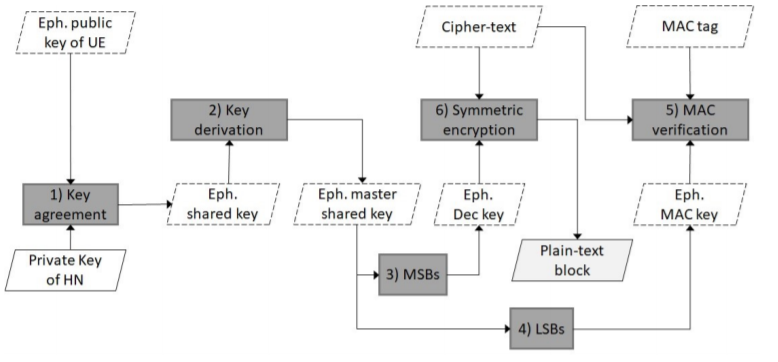 Eph. public
key of UE
Cipher-text
MAC tag
2) Key
derivation
6) Symmetric
encryption
5) MAC
verification
1) Key
agreement
Eph.
shared key
Eph. master
shared key
Eph.
Dec key
Eph.
MAC key
Private Key
of HN
3) MSBs
Plain-text
block
4) LSBs